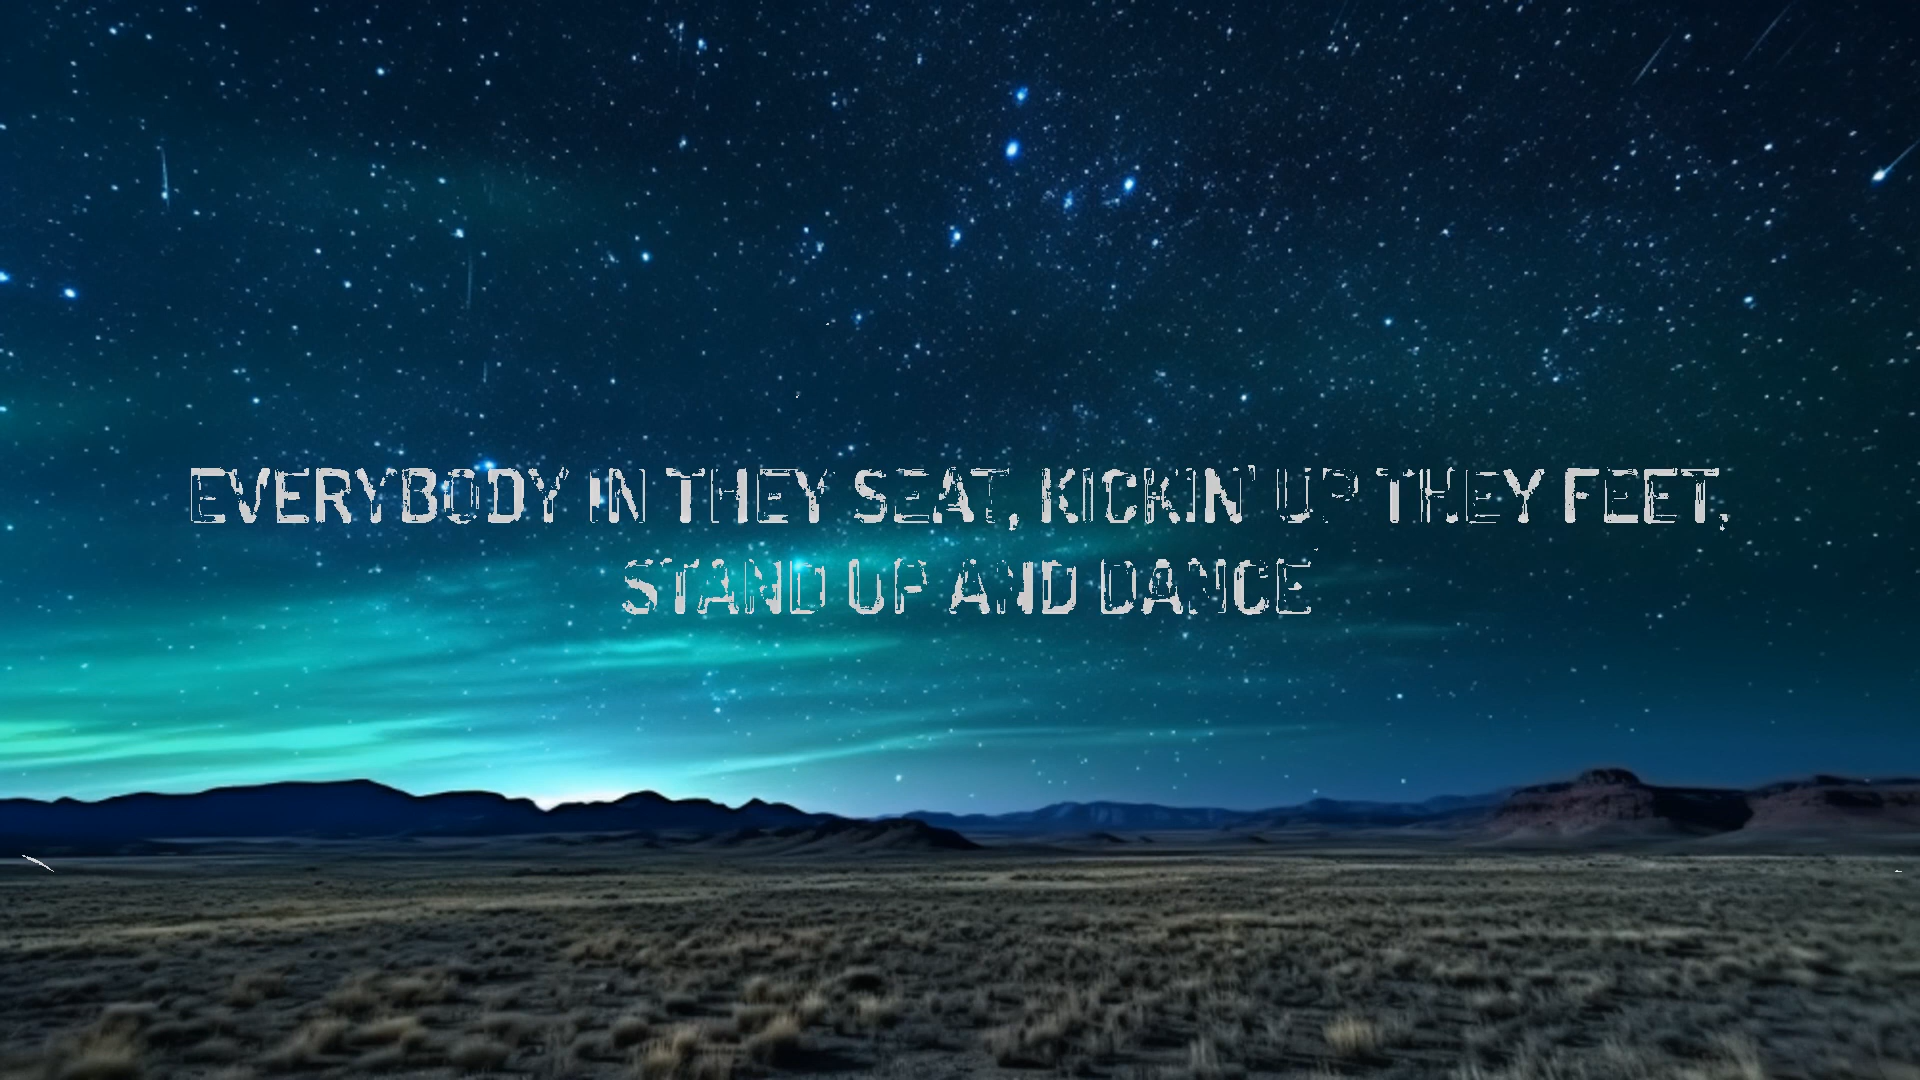 EVERYBODY IN THEY SEAT, KICKIN' UP THEY FEET,
STAND UP AND DANCE